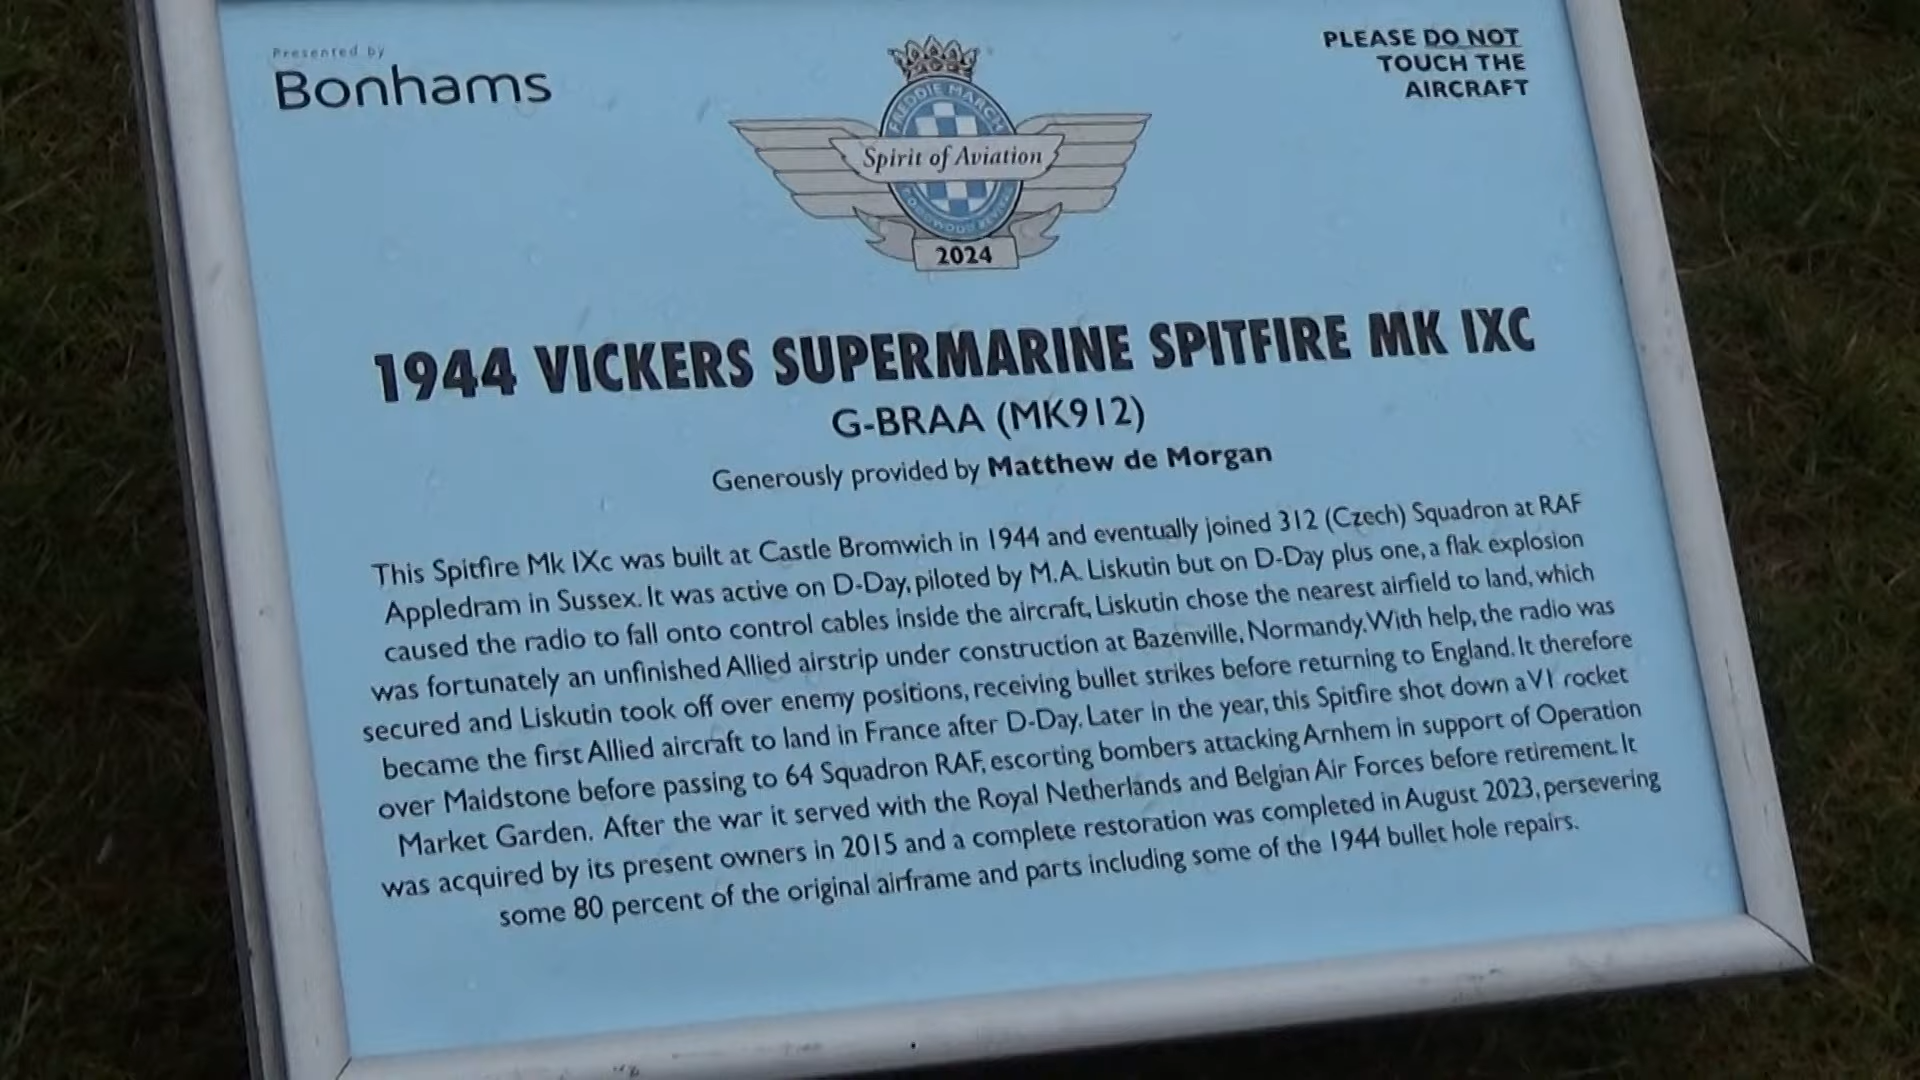 Presented by
Bonhams
PLEASE DO NOT
TOUCH THE
AIRCRAFT
FREDDIE MARCH
Spirit of Aviation
GOODWOOD REVIVAL
2024
1944 VICKERS SUPERMARINE SPITFIRE MK IXC
G-BRAA (MK912)
Generously provided by Matthew de Morgan
This Spitfire Mk IXc was built at Castle Bromwich in 1944 and eventually joined 312 (Czech) Squadron at RAF
Appledram in Sussex. It was active on D-Day, piloted by M.A. Liskutin but on D-Day plus one, a flak explosion
caused the radio to fall onto control cables inside the aircraft, Liskutin chose the nearest airfield to land, which
was fortunately an unfinished Allied airstrip under construction at Bazenville, Normandy. With help, the radio was
secured and Liskutin took off over enemy positions, receiving bullet strikes before returning to England. It therefore
became the first Allied aircraft to land in France after D-Day. Later in the year, this Spitfire shot down a V1 rocket
over Maidstone before passing to 64 Squadron RAF, escorting bombers attacking Arnhem in support of Operation
Market Garden. After the war it served with the Royal Netherlands and Belgian Air Forces before retirement. It
was acquired by its present owners in 2015 and a complete restoration was completed in August 2023, persevering
some 80 percent of the original airframe and parts including some of the 1944 bullet hole repairs.